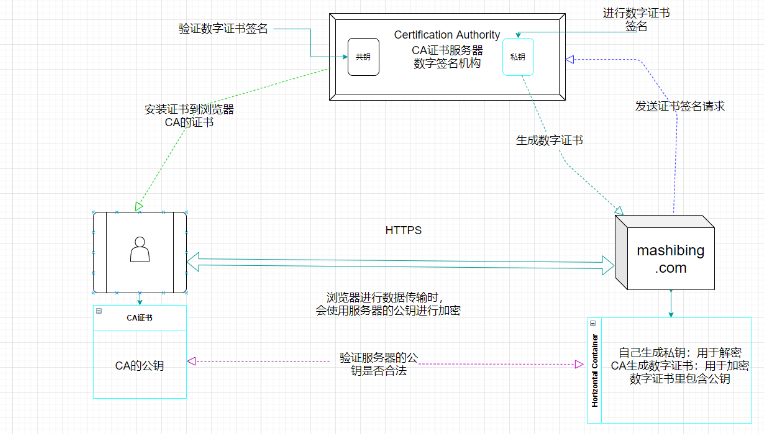 进行数字证书
签名
验证数字证书签名
Certification Authority
CA证书服务器
数字签名机构
共钥
私钥
安装证书到浏览器
CA的证书
发送证书签名请求
生成数字证书
HTTPS
mashibing
.com
浏览器进行数据传输时，
会使用服务器的公钥进行加密
CA证书
CA的公钥
验证服务器的公
钥是否合法
Horizontal Container
自己生成私钥：用于解密
CA生成数字证书：用于加密
数字证书里包含公钥